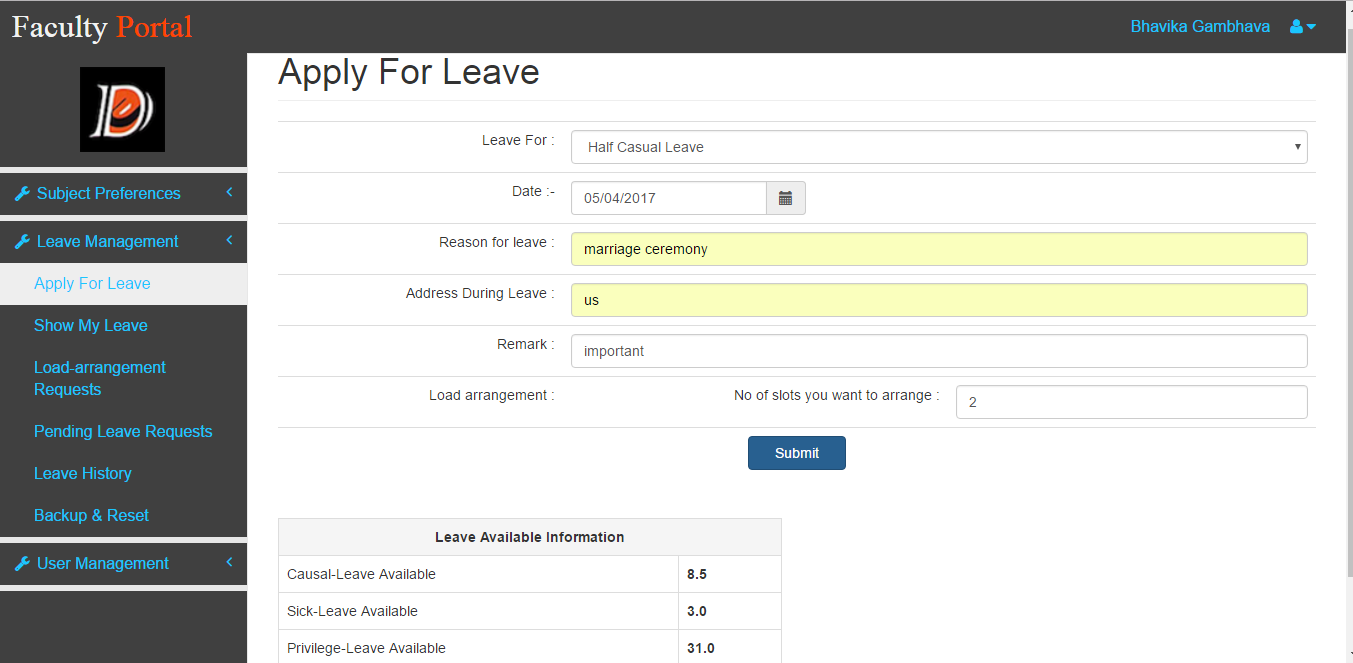 Faculty Portal
Bhavika Gambhava
D
Subject Preferences
Leave Management
Apply For Leave
Show My Leave
Load-arrangement
Requests
Pending Leave Requests
Leave History
Backup & Reset
User Management
Apply For Leave
Leave For :
Half Casual Leave
Date :-
05/04/2017
Reason for leave :
marriage ceremony
Address During Leave :
us
Remark :
important
Load arrangement :
No of slots you want to arrange :
2
Submit
Leave Available Information
Causal-Leave Available
8.5
Sick-Leave Available
3.0
Privilege-Leave Available
31.0